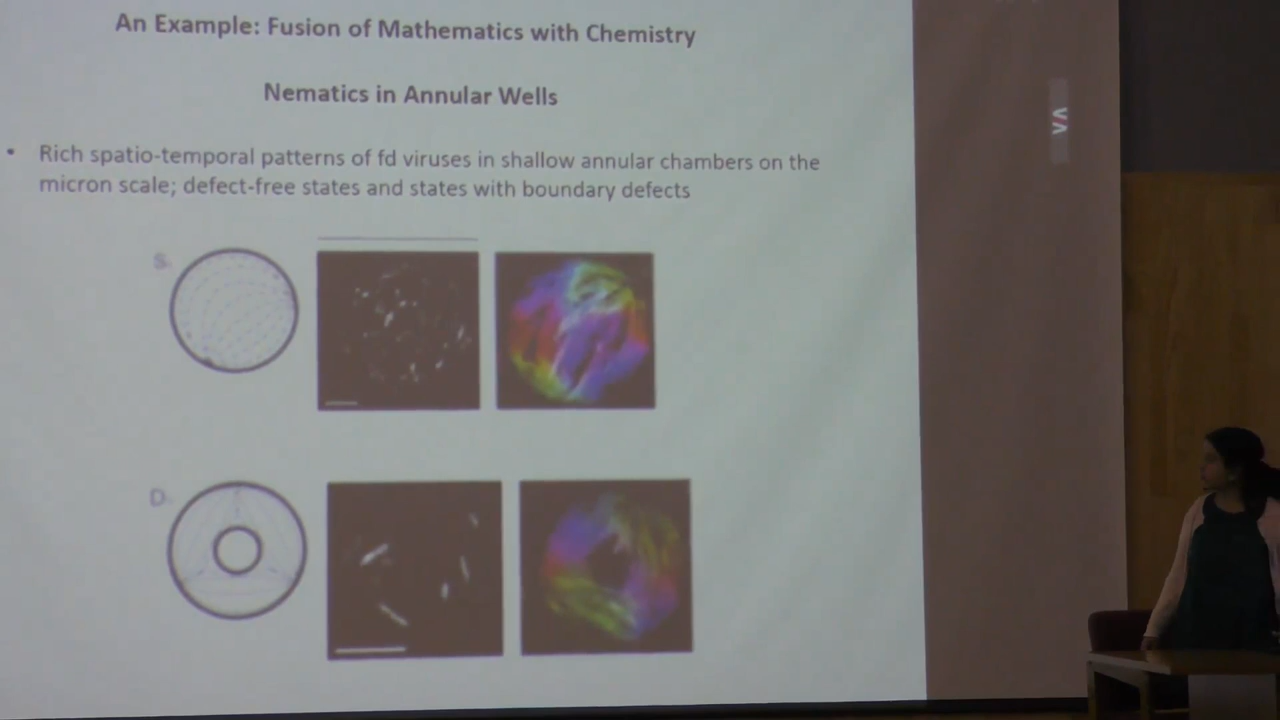 An Example: Fusion of Mathematics with Chemistry
Nematics in Annular Wells
• Rich spatio-temporal patterns of fd viruses in shallow annular chambers on the
micron scale; defect-free states and states with boundary defects
S.
D.